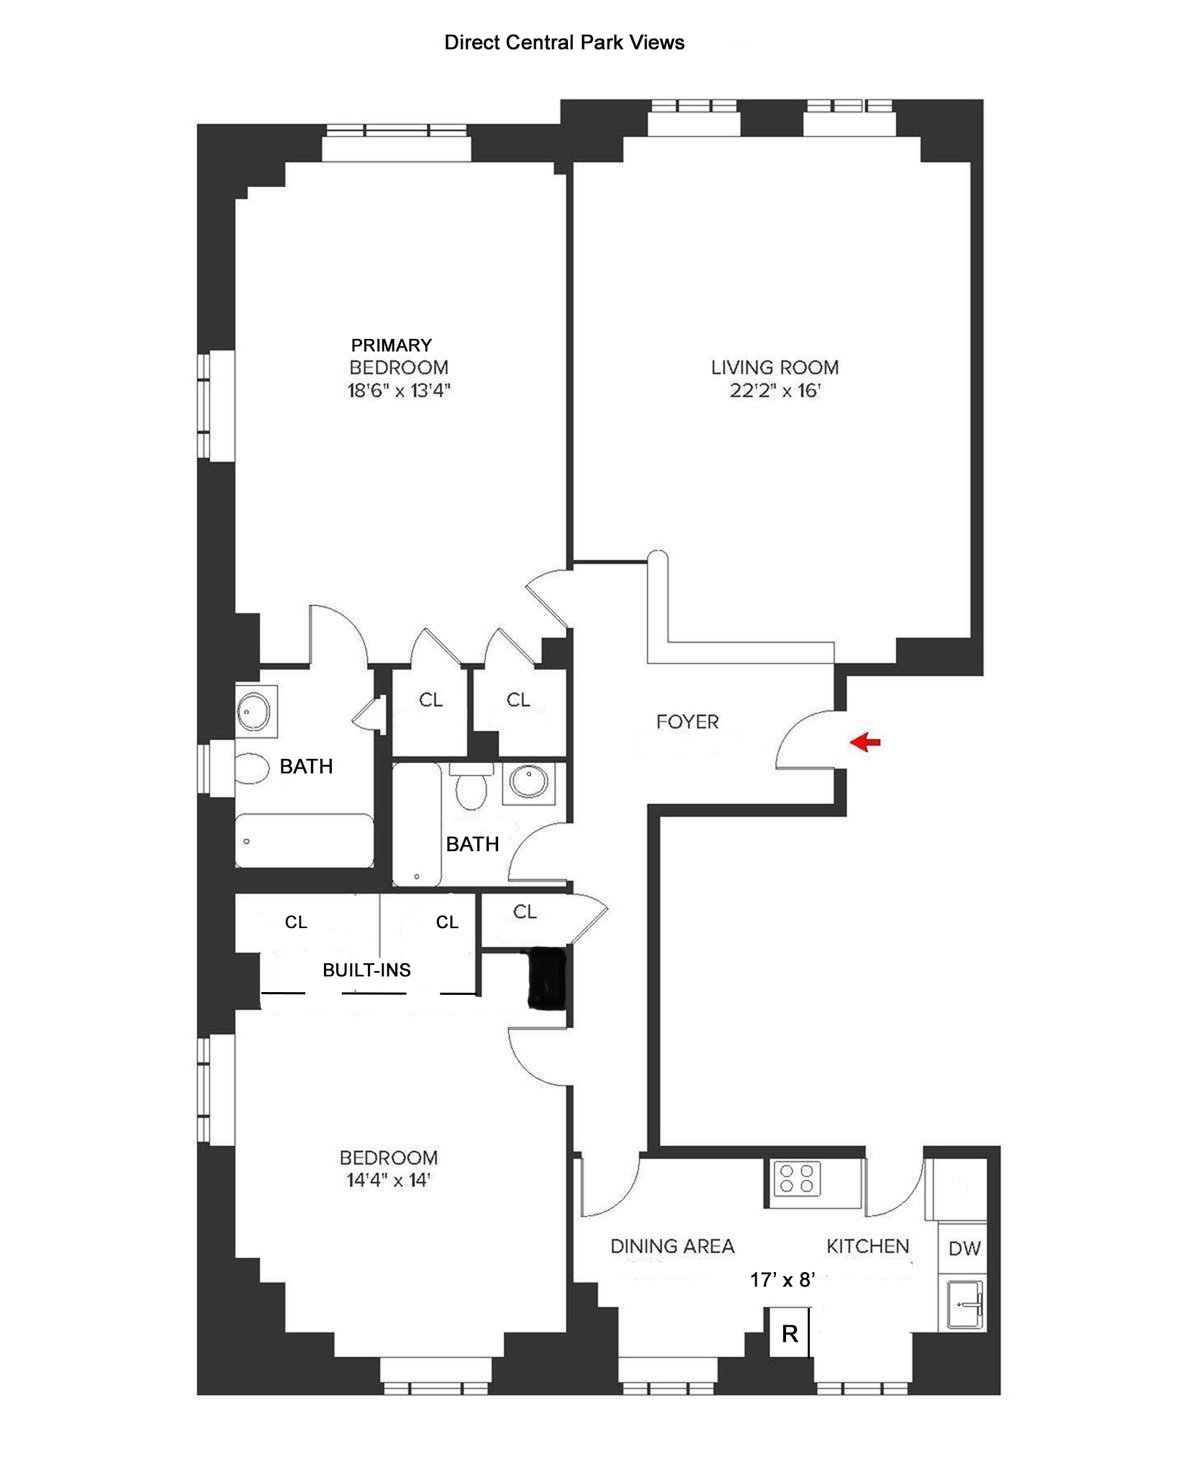 Direct Central Park Views
PRIMARY
BEDROOM
18'6" x 13'4"
LIVING ROOM
22'2" x 16'
CL
CL
FOYER
BATH
BATH
CL
CL
CL
BUILT-INS
BEDROOM
14'4" x 14'
DINING AREA
KITCHEN
DW
17' x 8'
R